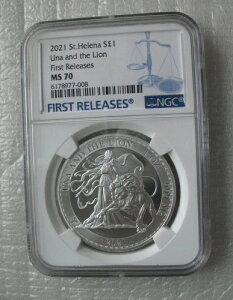 2021 St.Helena S£1
Una and the Lion
First Releases
MS 70
6178977-008
FIRST RELEASES®
NGC
UNA AND THE LION